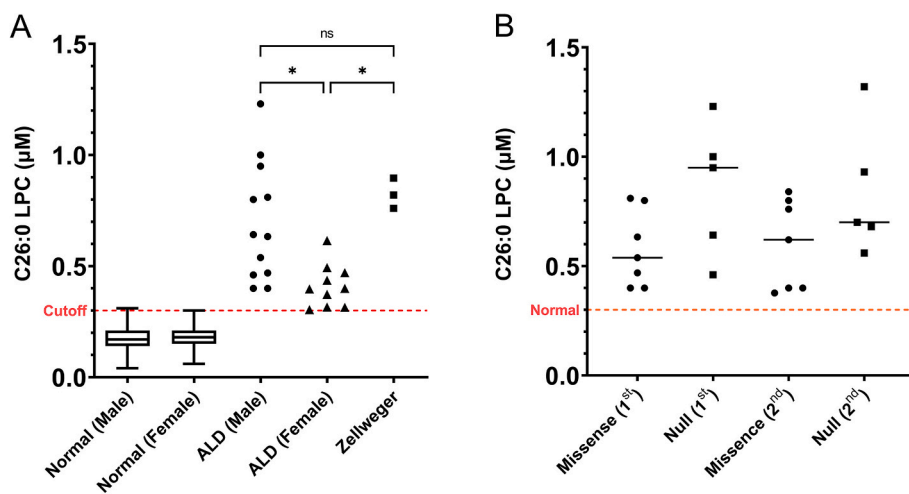 A
C26:0 LPC (µM)
1.5
1.0
0.5
0.0
Cutoff
ns
*
*
Normal (Male)
Normal (Female)
ALD (Male)
ALD (Female)
Zellweger
B
C26:0 LPC (µM)
1.5
1.0
0.5
0.0
Normal
Missense (1st)
Null (1st)
Missence (2nd)
Null (2nd)